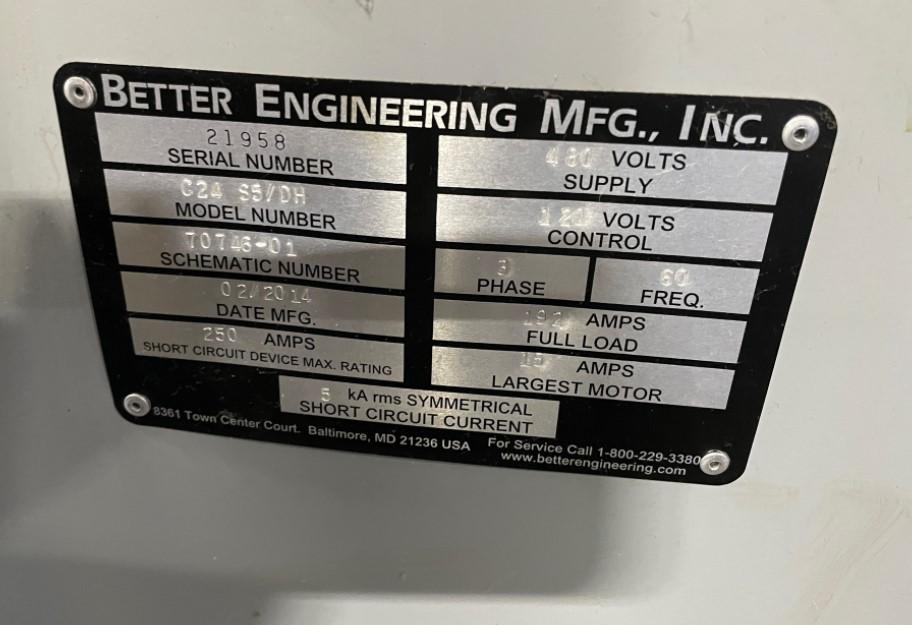 BETTER ENGINEERING MFG., INC.
21958
SERIAL NUMBER
480 VOLTS
SUPPLY
C24 S5/DH
MODEL NUMBER
120 VOLTS
CONTROL
70746-01
SCHEMATIC NUMBER
3
PHASE
60
FREQ.
02/2014
DATE MFG.
192 AMPS
FULL LOAD
250 AMPS
SHORT CIRCUIT DEVICE MAX. RATING
AMPS
LARGEST MOTOR
5 kA rms SYMMETRICAL
SHORT CIRCUIT CURRENT
8361 Town Center Court. Baltimore, MD 21236 USA
For Service Call 1-800-229-3380
www.betterengineering.com